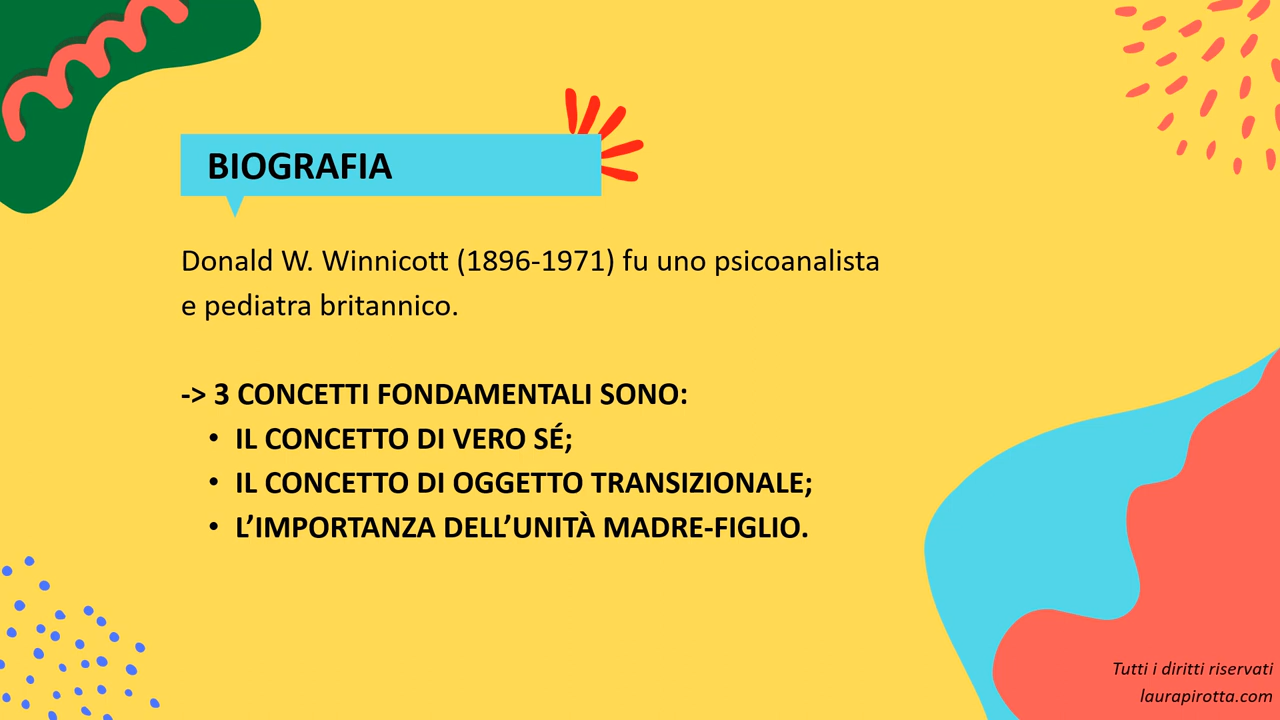 BIOGRAFIA
Donald W. Winnicott (1896-1971) fu uno psicoanalista
e pediatra britannico.
-> 3 CONCETTI FONDAMENTALI SONO:
• IL CONCETTO DI VERO SÉ;
• IL CONCETTO DI OGGETTO TRANSIZIONALE;
• L’IMPORTANZA DELL’UNITÀ MADRE-FIGLIO.
Tutti i diritti riservati
laurapirotta.com